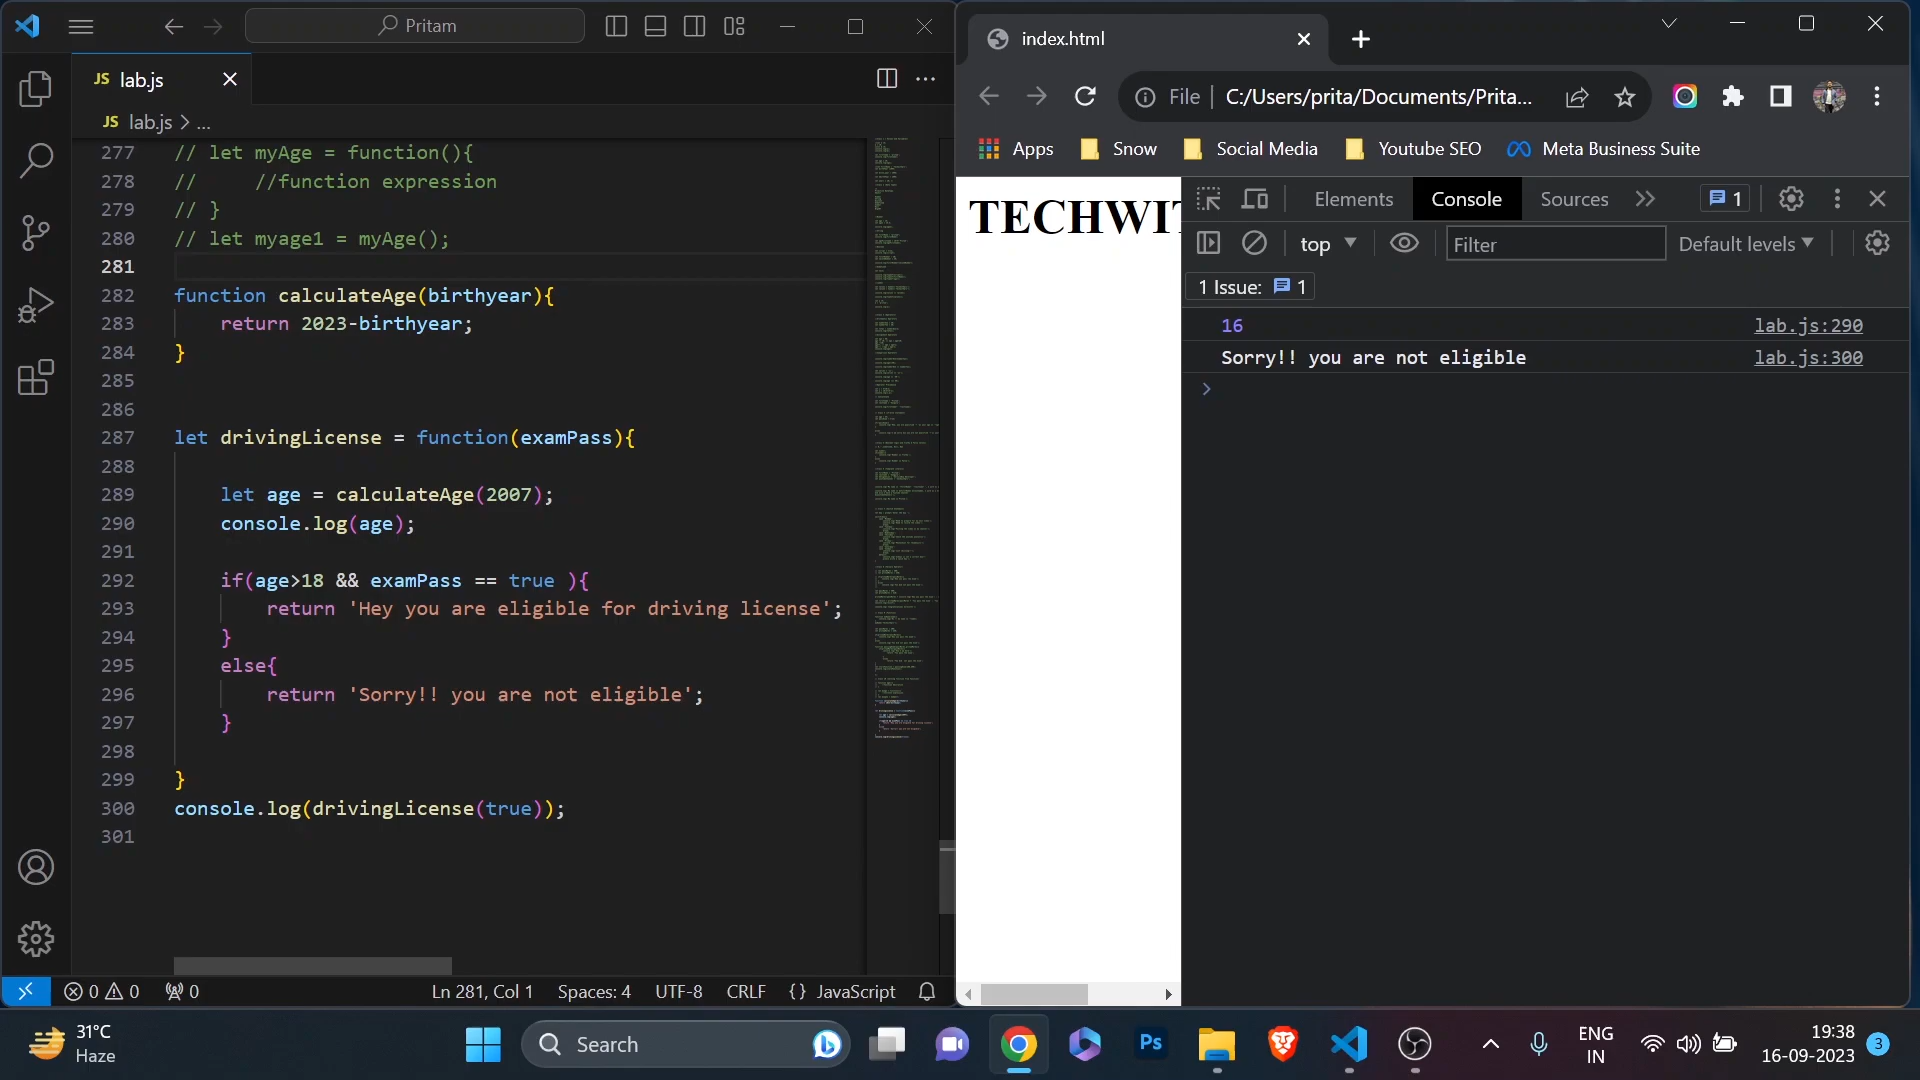 Pritam
JS lab.js
JS lab.js > ...
277 // let myAge = function(){
278 //     //function expression
279 // }
280 // let myage1 = myAge();
281
282 function calculateAge(birthyear){
283     return 2023-birthyear;
284 }
285
286
287 let drivingLicense = function(examPass){
288
289     let age = calculateAge(2007);
290     console.log(age);
291
292     if(age>18 && examPass == true ){
293         return 'Hey you are eligible for driving license';
294     }
295     else{
296         return 'Sorry!! you are not eligible';
297     }
298
299 }
300 console.log(drivingLicense(true));
301
0 0 0 Ln 281, Col 1 Spaces: 4 UTF-8 CRLF {} JavaScript
index.html
File C:/Users/prita/Documents/Prita...
Apps Snow Social Media Youtube SEO Meta Business Suite
TECHWIT
Elements Console Sources 1
top Filter Default levels
1 Issue: 1
16 lab.js:290
Sorry!! you are not eligible lab.js:300
31°C
Haze
Search
Ps
ENG
IN
19:38
16-09-2023
3